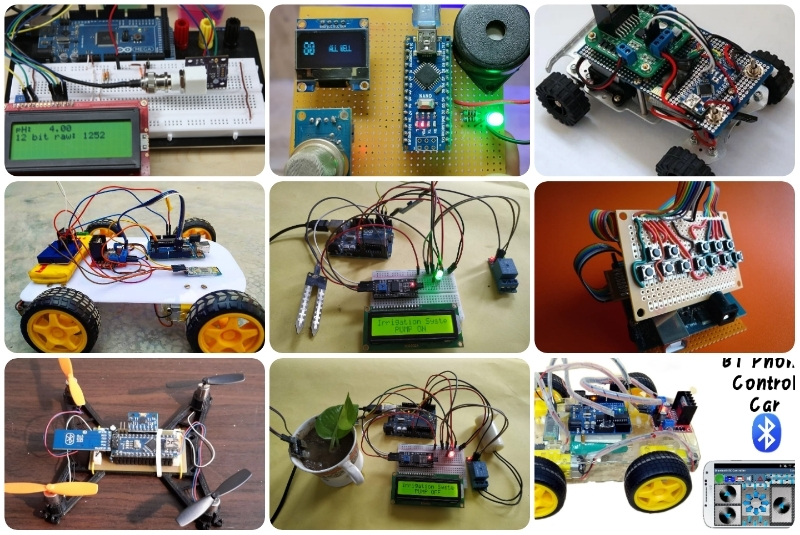 pH: 4.00
12 bit raw: 1252
ALL WELL
NANO
Irrigation Syste
PUMP ON
Irrigation Syste
PUMP OFF
BT Phon
Control
Car